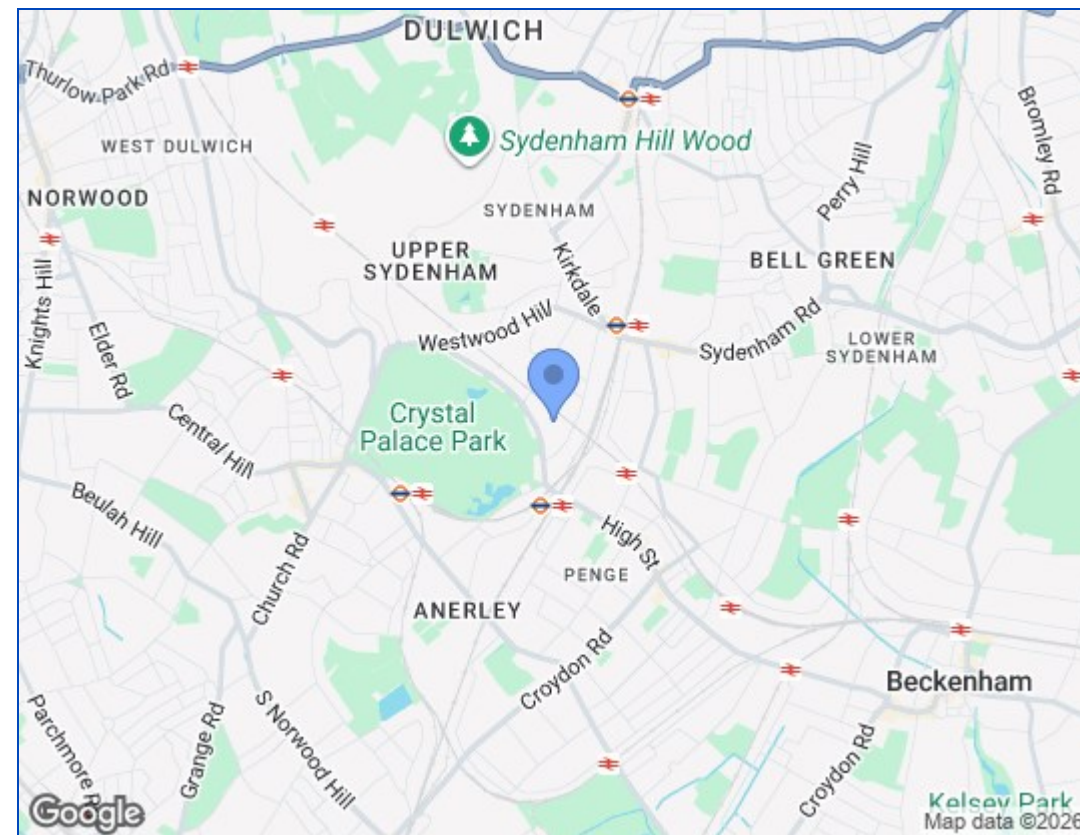 DULWICH
Thurlow Park Rd
Sydenham Hill Wood
WEST DULWICH
Bromley Rd
Perry Hill
NORWOOD
SYDENHAM
UPPER
SYDENHAM
BELL GREEN
Kirkdale
Knights Hill
Westwood Hill
Sydenham Rd
LOWER
SYDENHAM
Elder Rd
Crystal
Palace Park
Central Hill
Beulah Hill
High St
Church Rd
PENGE
ANERLEY
Croydon Rd
Beckenham
S Norwood Hill
Parchmore
Grange Rd
Croydon Rd
Kelsey Park
Google
Map data ©2026